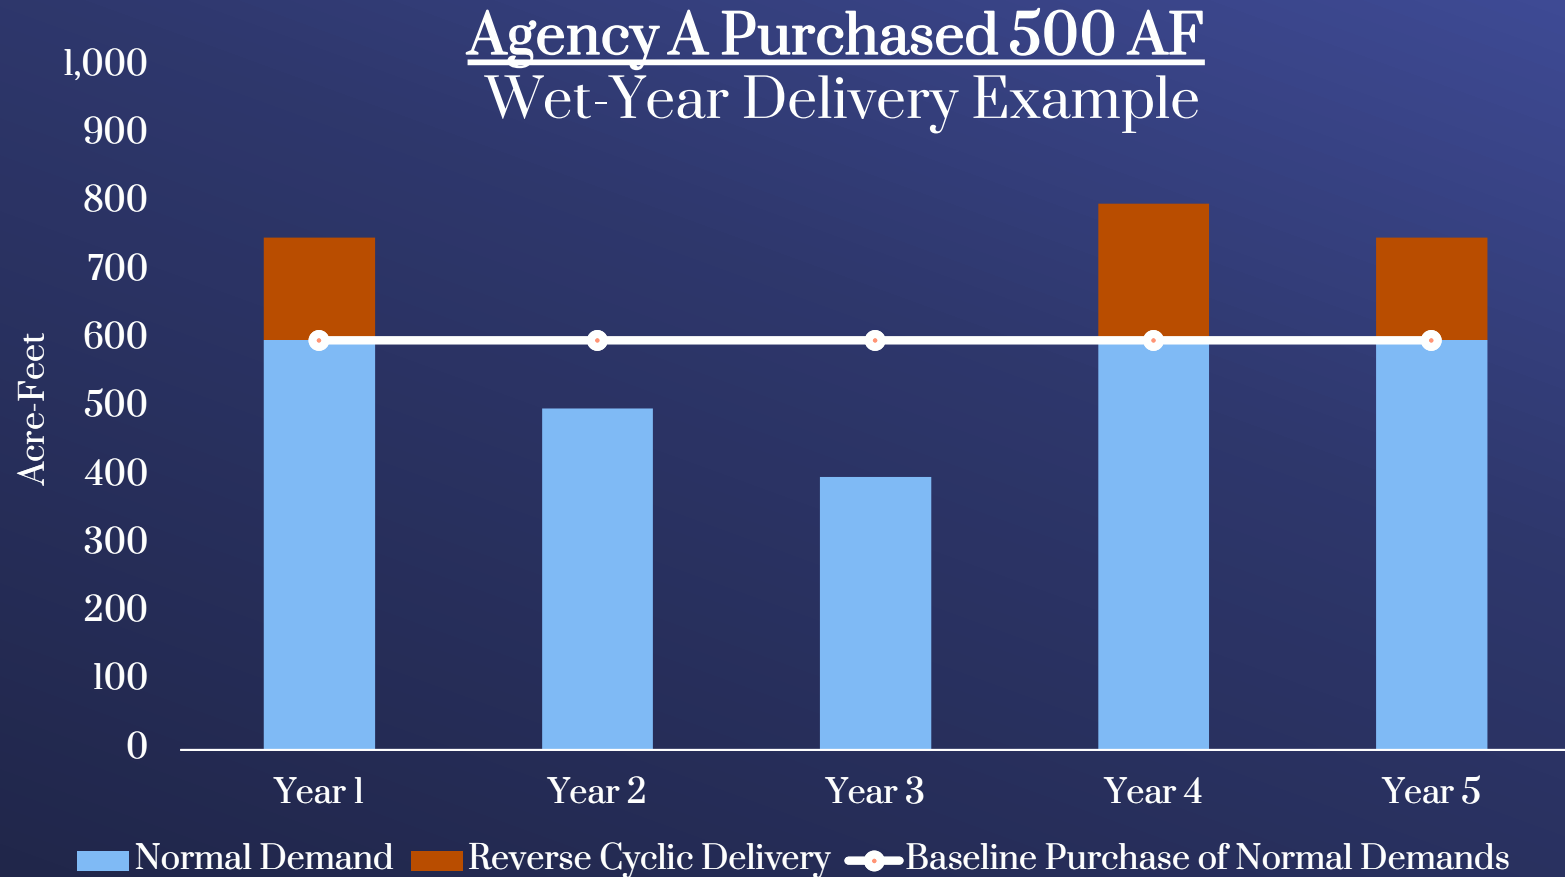 Agency A Purchased 500 AF
Wet-Year Delivery Example
1,000
900
800
700
600
500
400
300
200
100
0
Acre-Feet
Year 1 Year 2 Year 3 Year 4 Year 5
Normal Demand Reverse Cyclic Delivery Baseline Purchase of Normal Demands